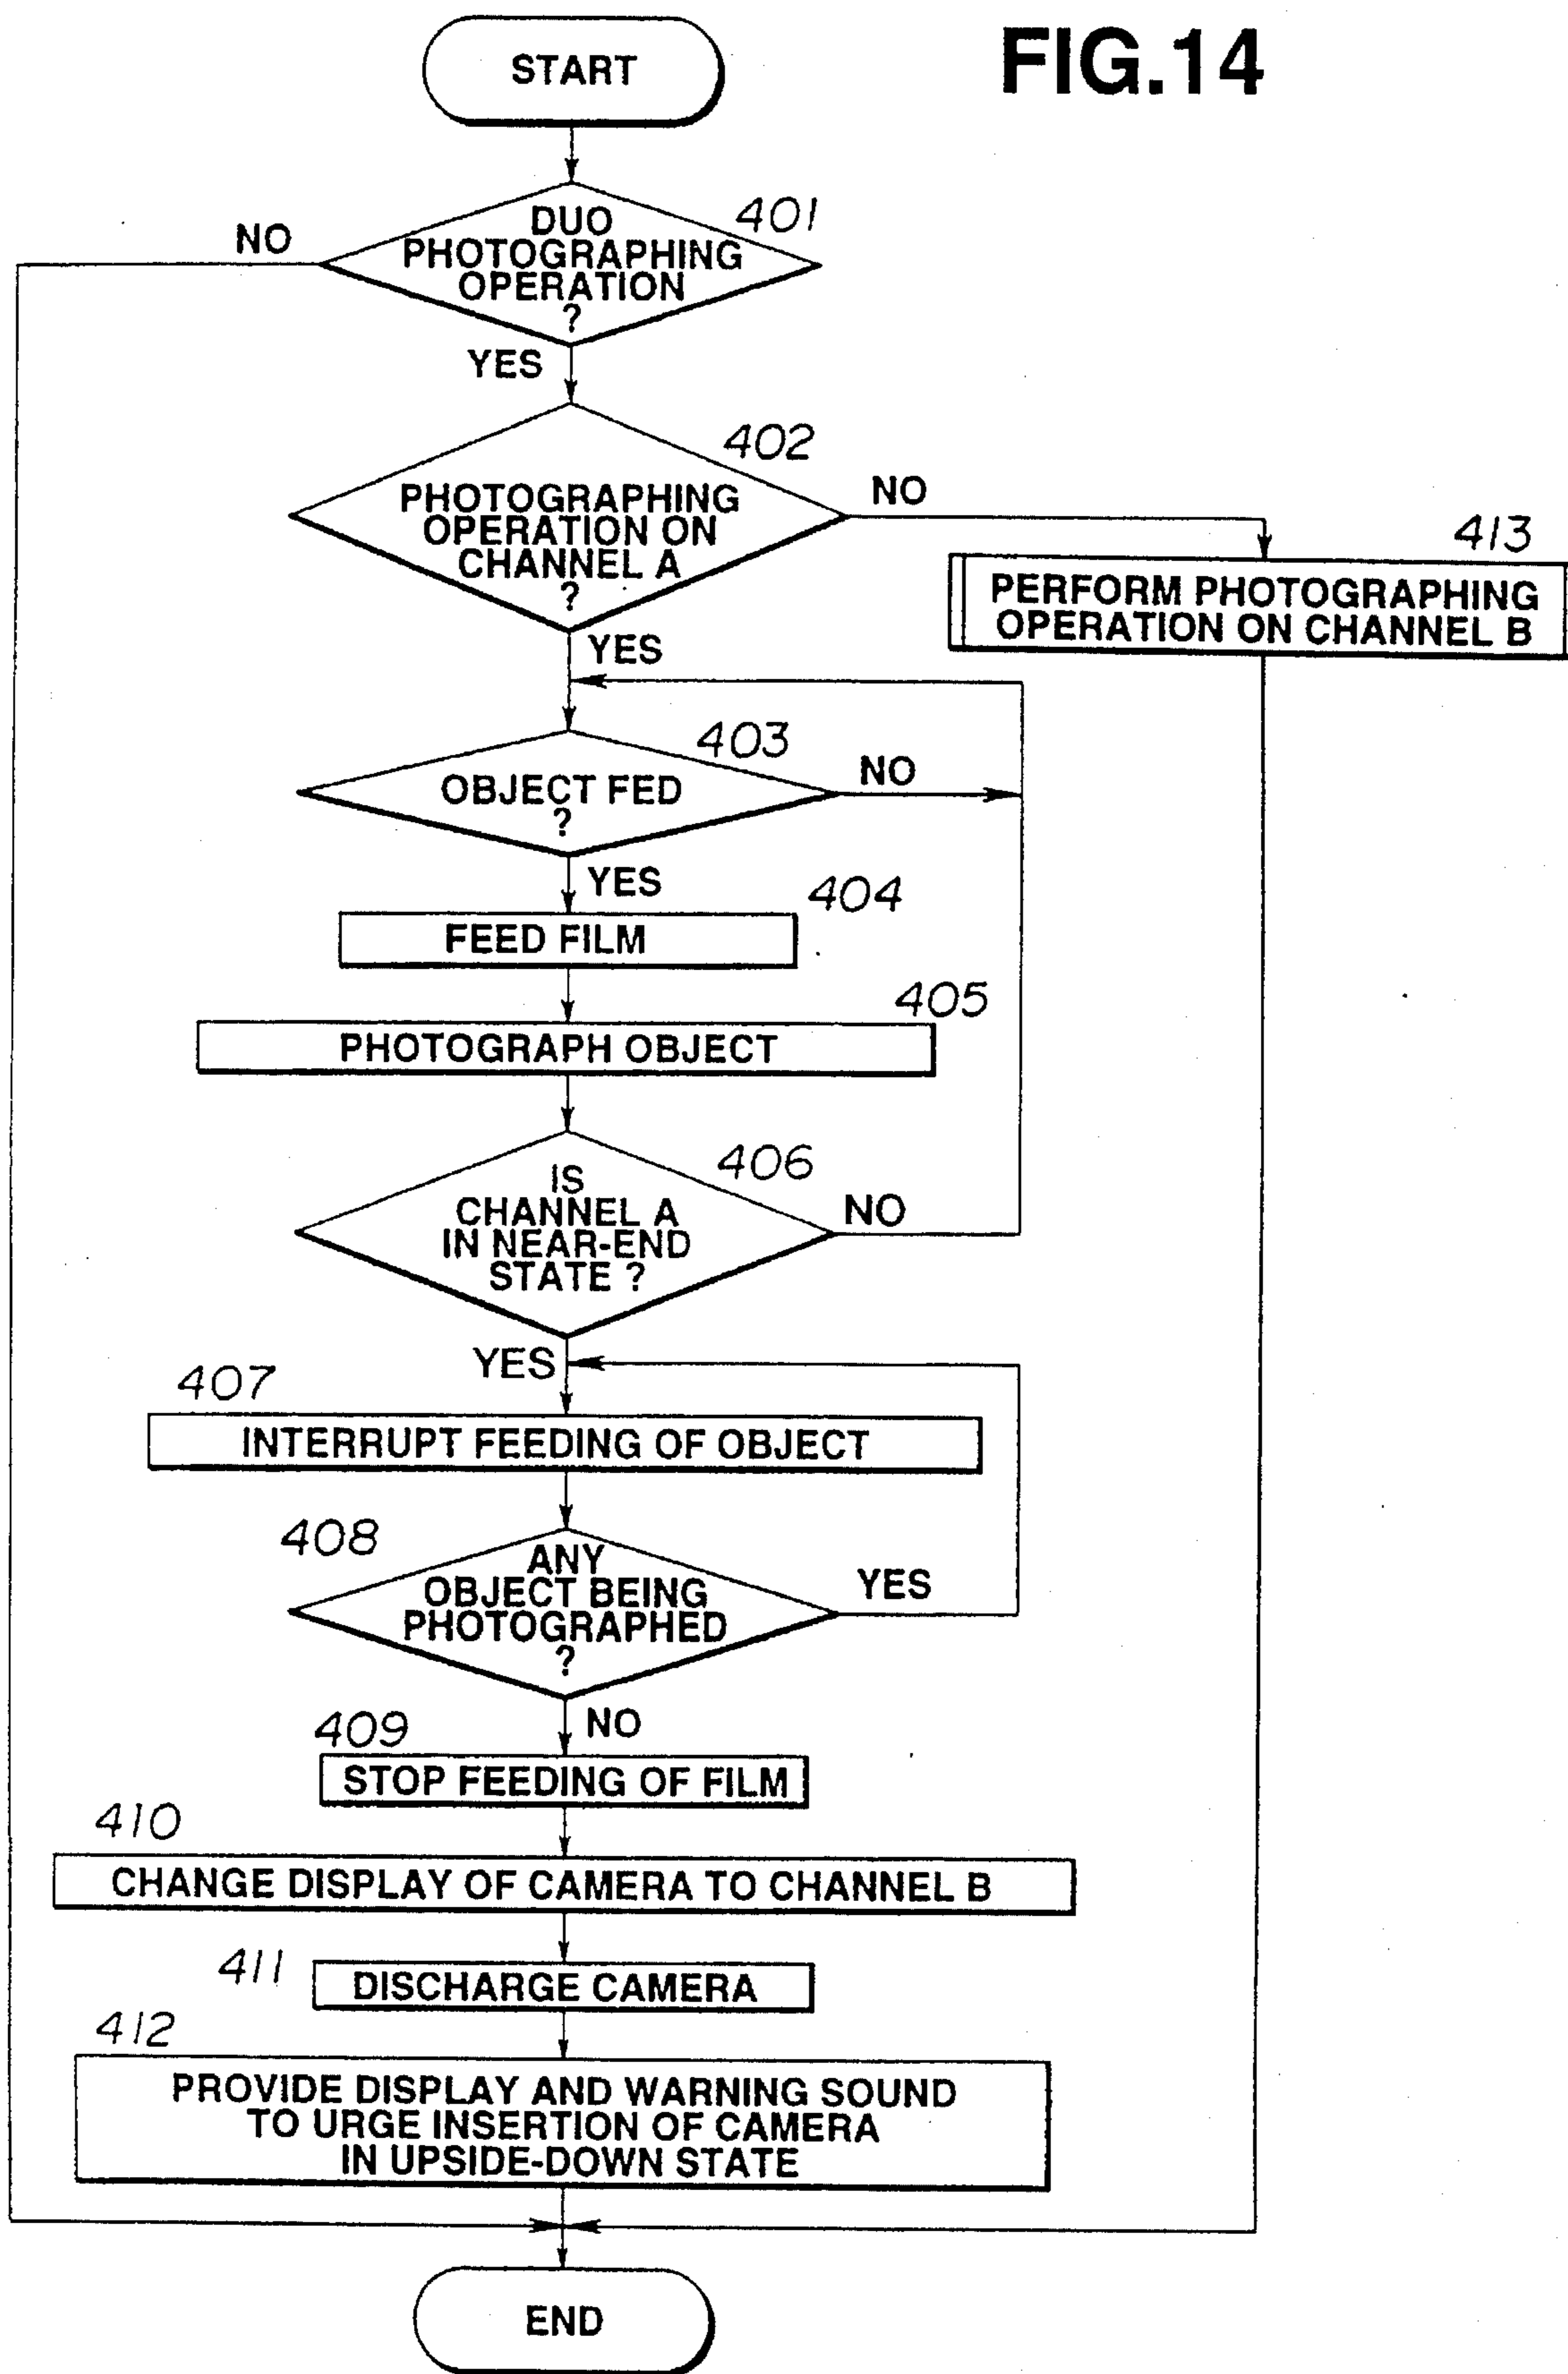 FIG.14
START
401
DUO
PHOTOGRAPHING
OPERATION
?
NO
YES
402
PHOTOGRAPHING
OPERATION ON
CHANNEL A
?
NO
YES
413
PERFORM PHOTOGRAPHING
OPERATION ON CHANNEL B
403
OBJECT FED
?
NO
YES
404
FEED FILM
405
PHOTOGRAPH OBJECT
406
IS
CHANNEL A
IN NEAR-END
STATE ?
NO
YES
407
INTERRUPT FEEDING OF OBJECT
408
ANY
OBJECT BEING
PHOTOGRAPHED
?
YES
NO
409
STOP FEEDING OF FILM
410
CHANGE DISPLAY OF CAMERA TO CHANNEL B
411
DISCHARGE CAMERA
412
PROVIDE DISPLAY AND WARNING SOUND
TO URGE INSERTION OF CAMERA
IN UPSIDE-DOWN STATE
END